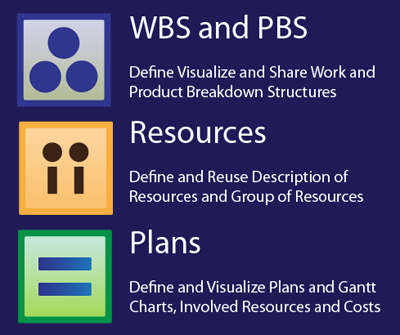 WBS and PBS
Define Visualize and Share Work and
Product Breakdown Structures
Resources
Define and Reuse Description of
Resources and Group of Resources
Plans
Define and Visualize Plans and Gantt
Charts, Involved Resources and Costs